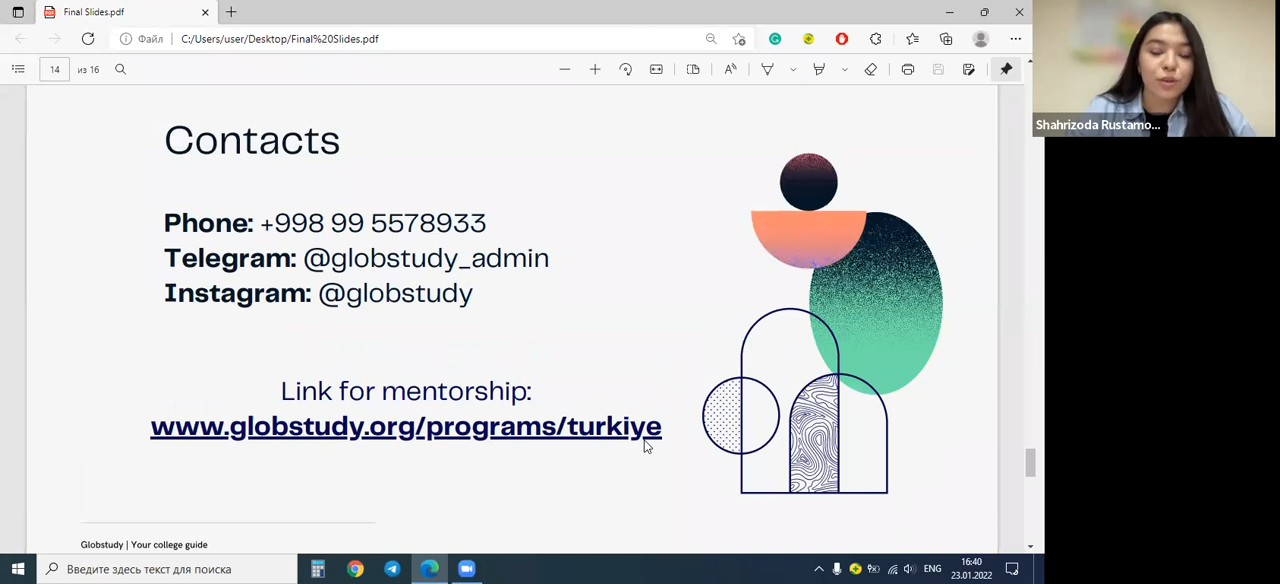 Final Slides.pdf
Файл
C:/Users/user/Desktop/Final%20Slides.pdf
14
из 16
Shahrizoda Rustamo...
Contacts
Phone: +998 99 5578933
Telegram: @globstudy_admin
Instagram: @globstudy
Link for mentorship:
www.globstudy.org/programs/turkiye
Globstudy | Your college guide
Введите здесь текст для поиска
ENG
16:40
23.01.2022